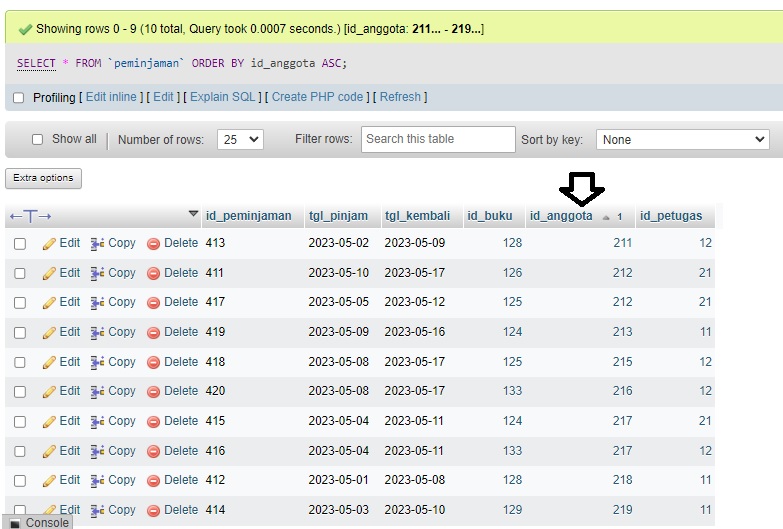 Showing rows 0 - 9 (10 total, Query took 0.0007 seconds.) [id_anggota: 211... - 219...]
SELECT * FROM `peminjaman` ORDER BY id_anggota ASC;
Profiling [ Edit inline ] [ Edit ] [ Explain SQL ] [ Create PHP code ] [ Refresh ]
Show all Number of rows: 25 Filter rows: Search this table Sort by key: None
Extra options
←T→ id_peminjaman tgl_pinjam tgl_kembali id_buku id_anggota 1 id_petugas
Edit Copy Delete 413 2023-05-02 2023-05-09 128 211 12
Edit Copy Delete 411 2023-05-10 2023-05-17 126 212 21
Edit Copy Delete 417 2023-05-05 2023-05-12 125 212 21
Edit Copy Delete 419 2023-05-09 2023-05-16 124 213 11
Edit Copy Delete 418 2023-05-08 2023-05-17 125 215 12
Edit Copy Delete 420 2023-05-08 2023-05-17 133 216 12
Edit Copy Delete 415 2023-05-04 2023-05-11 124 217 21
Edit Copy Delete 416 2023-05-04 2023-05-11 133 217 12
Edit Copy Delete 412 2023-05-01 2023-05-08 128 218 11
Edit Copy Delete 414 2023-05-03 2023-05-10 129 219 11
Console